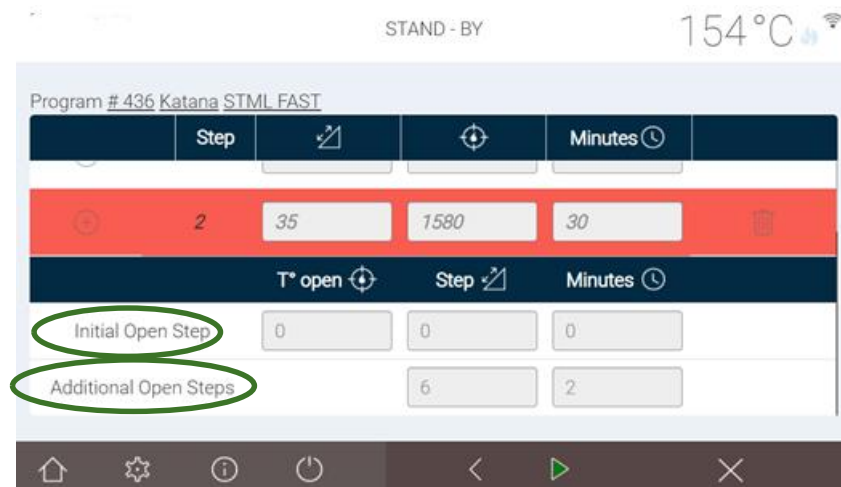 STAND - BY 154°C
Program # 436 Katana STML FAST
Step Minutes
2 35 1580 30
T° open Step Minutes
Initial Open Step 0 0 0
Additional Open Steps 6 2